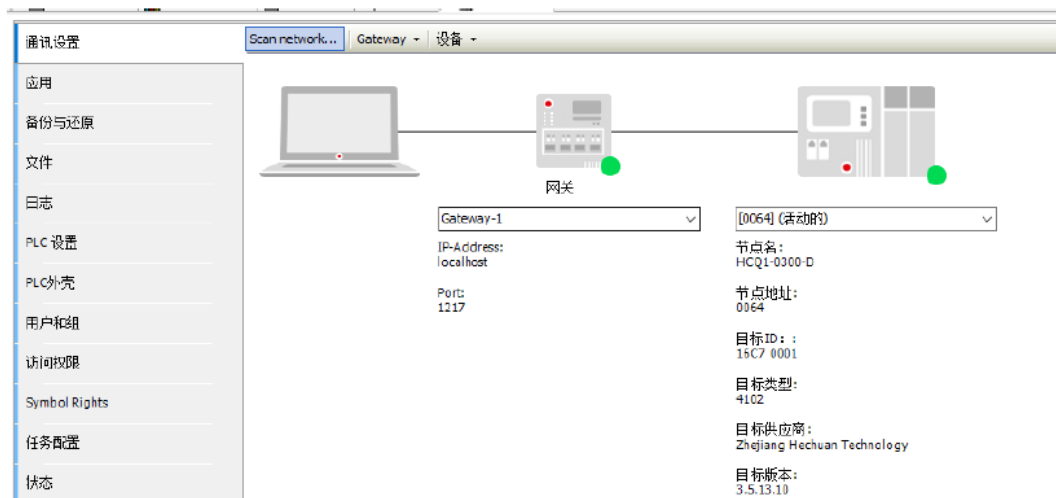 通讯设置
Scan network... Gateway 设备
应用
备份与还原
文件
日志
PLC 设置
PLC外壳
用户和组
访问权限
Symbol Rights
任务配置
状态
网关
Gateway-1
IP-Address:
localhost
Port:
1217
[0064] (活动的)
节点名:
HCQ1-0300-D
节点地址:
0064
目标ID: :
16C7 0001
目标类型:
4102
目标供应商:
Zhejiang Hechuan Technology
目标版本:
3.5.13.10